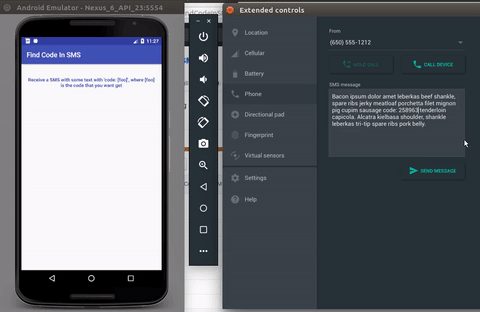 Android Emulator - Nexus_6_API_23:5554
11:27
Find Code In SMS
Receive a SMS with some text with 'code: [foo]', where [foo]
is the code that you want get
Extended controls
Location
Cellular
Battery
Phone
Directional pad
Fingerprint
Virtual sensors
Settings
Help
From
(650) 555-1212
HOLD CALL
CALL DEVICE
SMS message
Bacon ipsum dolor amet leberkas beef shankle,
spare ribs jerky meatloaf porchetta filet mignon
pig cupim sausage code: 258963 tenderloin
capicola. Alcatra kielbasa shoulder, shankle
leberkas tri-tip spare ribs pork belly.
SEND MESSAGE